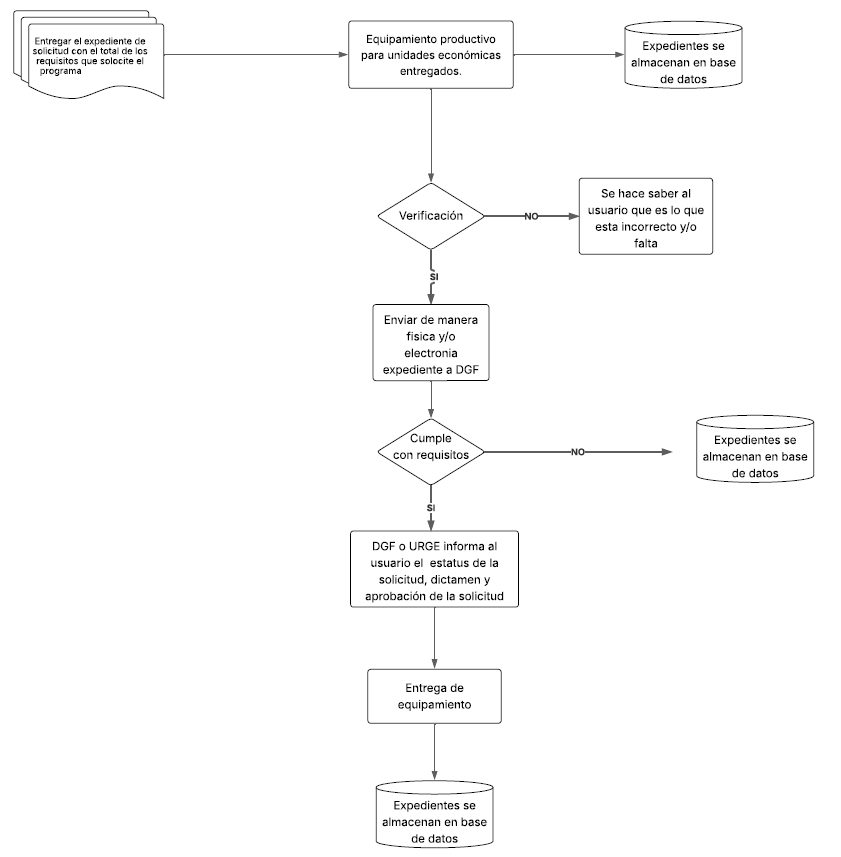 Entregar el expediente de
solicitud con el total de los
requisitos que solocite el
programa
Equipamiento productivo
para unidades económicas
entregados.
Expedientes se
almacenan en base
de datos
Verificación
NO
Se hace saber al
usuario que es lo que
esta incorrecto y/o
falta
SI
Enviar de manera
fisica y/o
electronia
expediente a DGF
Cumple
con requisitos
NO
Expedientes se
almacenan en base
de datos
SI
DGF o URGE informa al
usuario el estatus de la
solicitud, dictamen y
aprobación de la solicitud
Entrega de
equipamiento
Expedientes se
almacenan en base
de datos